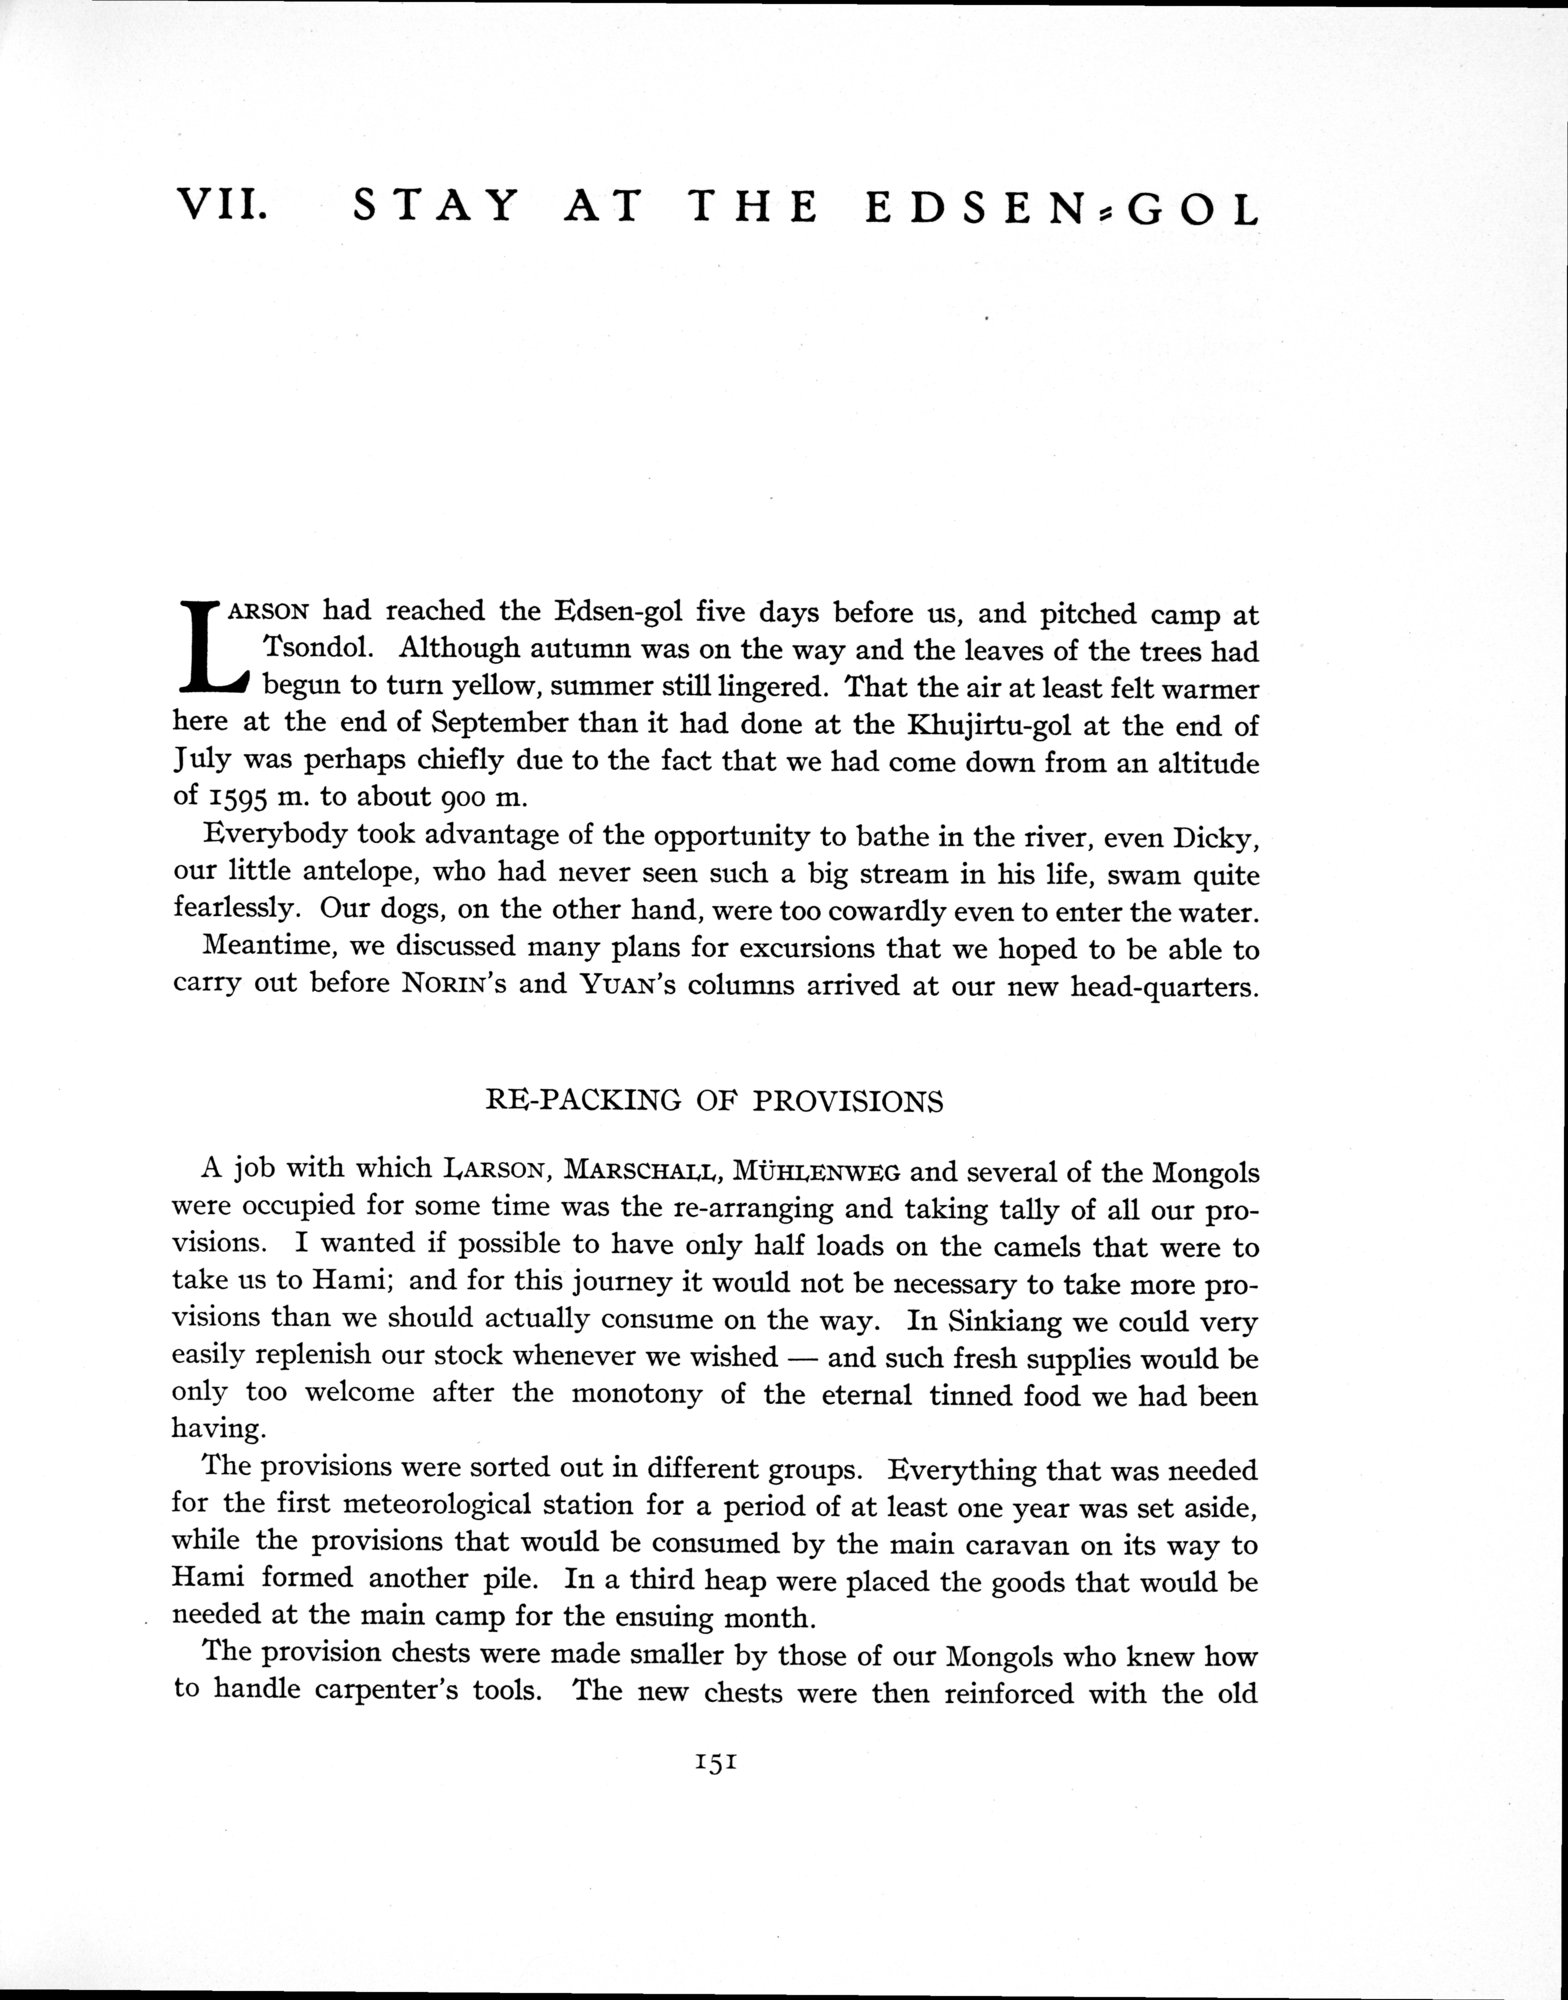 VII. STAY AT THE EDSEN-GOL
LARSON had reached the Edsen-gol five days before us, and pitched camp at
Tsondol. Although autumn was on the way and the leaves of the trees had
begun to turn yellow, summer still lingered. That the air at least felt warmer
here at the end of September than it had done at the Khujirtu-gol at the end of
July was perhaps chiefly due to the fact that we had come down from an altitude
of 1595 m. to about 900 m.
Everybody took advantage of the opportunity to bathe in the river, even Dicky,
our little antelope, who had never seen such a big stream in his life, swam quite
fearlessly. Our dogs, on the other hand, were too cowardly even to enter the water.
Meantime, we discussed many plans for excursions that we hoped to be able to
carry out before NORIN's and YUAN's columns arrived at our new head-quarters.
RE-PACKING OF PROVISIONS
A job with which LARSON, MARSCHALL, MÜHLENWEG and several of the Mongols
were occupied for some time was the re-arranging and taking tally of all our pro-
visions. I wanted if possible to have only half loads on the camels that were to
take us to Hami; and for this journey it would not be necessary to take more pro-
visions than we should actually consume on the way. In Sinkiang we could very
easily replenish our stock whenever we wished — and such fresh supplies would be
only too welcome after the monotony of the eternal tinned food we had been
having.
The provisions were sorted out in different groups. Everything that was needed
for the first meteorological station for a period of at least one year was set aside,
while the provisions that would be consumed by the main caravan on its way to
Hami formed another pile. In a third heap were placed the goods that would be
needed at the main camp for the ensuing month.
The provision chests were made smaller by those of our Mongols who knew how
to handle carpenter's tools. The new chests were then reinforced with the old
151